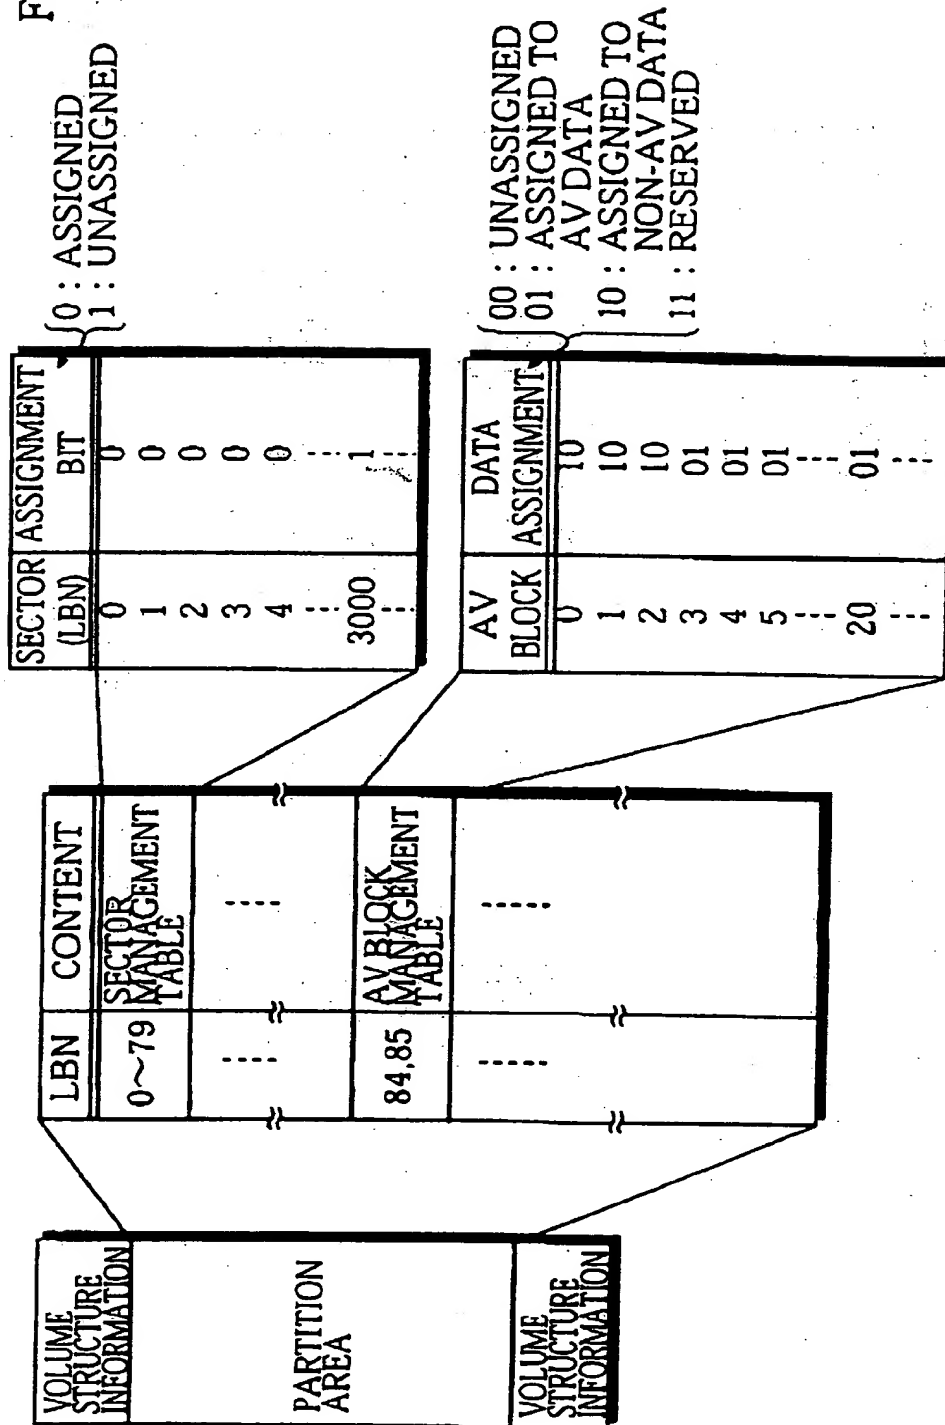 F
VOLUME
STRUCTURE
INFORMATION
PARTITION
AREA
VOLUME
STRUCTURE
INFORMATION
LBN CONTENT
0~79 SECTOR
MANAGEMENT
TABLE
84,85 AV BLOCK
MANAGEMENT
TABLE
SECTOR ASSIGNMENT
(LBN) BIT
0 0
1 0
2 0
3 0
4 0
3000 1
0 : ASSIGNED
1 : UNASSIGNED
AV DATA
BLOCK ASSIGNMENT
0 10
1 10
2 10
3 01
4 01
5 01
20 01
00 : UNASSIGNED
01 : ASSIGNED TO
AV DATA
10 : ASSIGNED TO
NON-AV DATA
11 : RESERVED